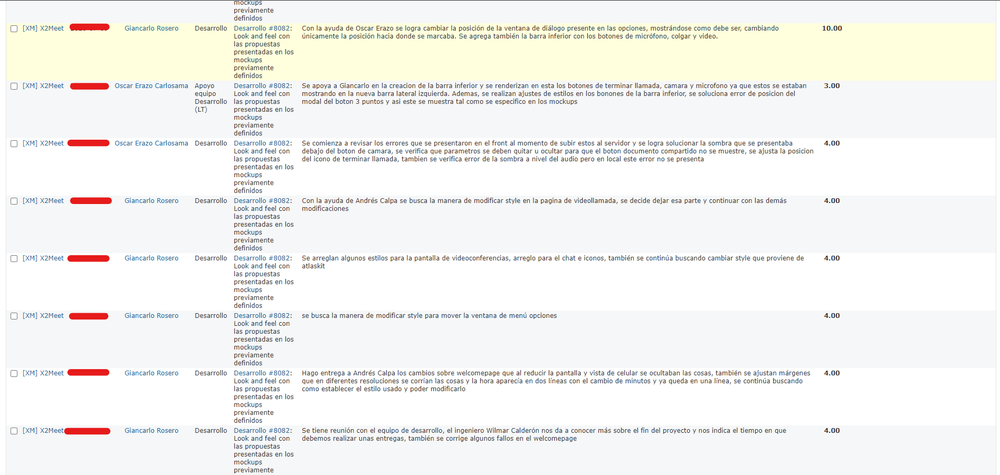 mockups
previamente
definidos
[XM] X2Meet Giancarlo Rosero Desarrollo Desarrollo #8082: Con la ayuda de Oscar Erazo se logra cambiar la posición de la ventana de diálogo presente en las opciones, mostrándose como debe ser, cambiando 10.00
Look and feel con únicamente la posición hacia donde se marcaba. Se agrega también la barra inferior con los botones de micrófono, colgar y video.
las propuestas
presentadas en los
mockups
previamente
definidos
[XM] X2Meet Oscar Erazo Carlosama Apoyo Desarrollo #8082: Se apoya a Giancarlo en la creacion de la barra inferior y se renderizan en esta los botones de terminar llamada, camara y microfono ya que estos se estaban 3.00
equipo Look and feel con mostrando en la nueva barra lateral izquierda. Ademas, se realizan ajustes de estilos en los bonones de la barra inferior, se soluciona error de posicion del
Desarrollo las propuestas modal del boton 3 puntos y asi este se muestra tal como se especifico en los mockups
(LT) presentadas en los
mockups
previamente
definidos
[XM] X2Meet Oscar Erazo Carlosama Desarrollo Desarrollo #8082: Se comienza a revisar los errores que se presentaron en el front al momento de subir estos al servidor y se logra solucionar la sombra que se presentaba 4.00
Look and feel con debajo del boton de camara, se verifica que parametros se deben quitar u ocultar para que el boton documento compartido no se muestre, se ajusta la posicion
las propuestas del icono de terminar llamada, tambien se verifica error de la sombra a nivel del audio pero en local este error no se presenta
presentadas en los
mockups
previamente
definidos
[XM] X2Meet Giancarlo Rosero Desarrollo Desarrollo #8082: Con la ayuda de Andrés Calpa se busca la manera de modificar style en la pagina de videollamada, se decide dejar esa parte y continuar con las demás 4.00
Look and feel con modificaciones
las propuestas
presentadas en los
mockups
previamente
definidos
[XM] X2Meet Giancarlo Rosero Desarrollo Desarrollo #8082: Se arreglan algunos estilos para la pantalla de videoconferencias, arreglo para el chat e iconos, también se continúa buscando cambiar style que proviene de 4.00
Look and feel con atlaskit
las propuestas
presentadas en los
mockups
previamente
definidos
[XM] X2Meet Giancarlo Rosero Desarrollo Desarrollo #8082: se busca la manera de modificar style para mover la ventana de menú opciones 4.00
Look and feel con
las propuestas
presentadas en los
mockups
previamente
definidos
[XM] X2Meet Giancarlo Rosero Desarrollo Desarrollo #8082: Hago entrega a Andrés Calpa los cambios sobre welcomepage que al reducir la pantalla y vista de celular se ocultaban las cosas, también se ajustan márgenes 4.00
Look and feel con que en diferentes resoluciones se corrían las cosas y la hora aparecía en dos líneas con el cambio de minutos y ya queda en una línea, se continúa buscando
las propuestas como establecer el estilo usado y poder modificarlo
presentadas en los
mockups
previamente
definidos
[XM] X2Meet Giancarlo Rosero Desarrollo Desarrollo #8082: Se tiene reunión con el equipo de desarrollo, el ingeniero Wilmar Calderón nos da a conocer más sobre el fin del proyecto y nos indica el tiempo en que 4.00
Look and feel con debemos realizar unas entregas, también se corrige algunos fallos en el welcomepage
las propuestas
presentadas en los
mockups
previamente